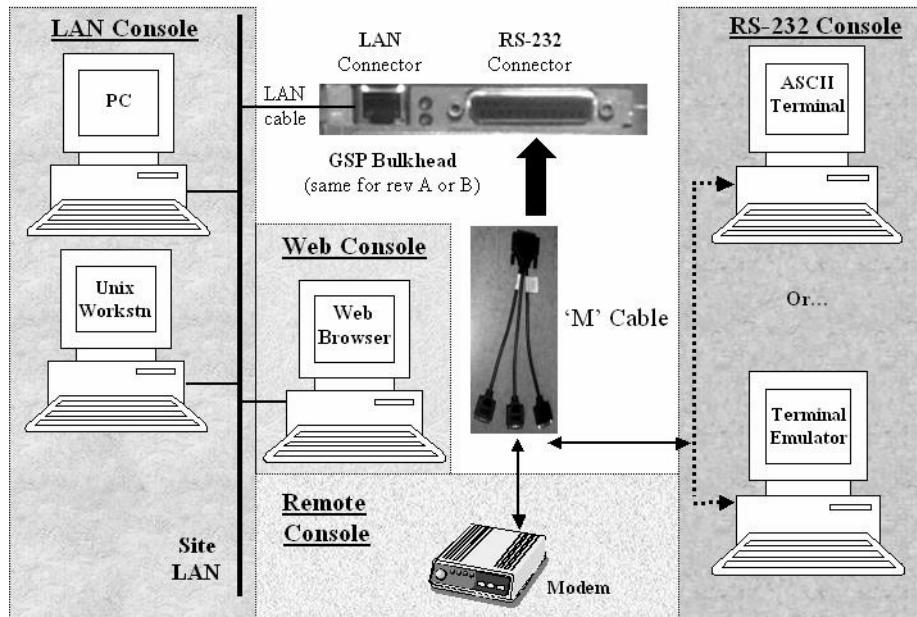 LAN Console
PC
Unix
Workstn
Site
LAN
LAN
Connector
RS-232
Connector
LAN
cable
GSP Bulkhead
(same for rev A or B)
Web Console
Web
Browser
‘M’ Cable
Remote
Console
Modem
RS-232 Console
ASCII
Terminal
Or...
Terminal
Emulator